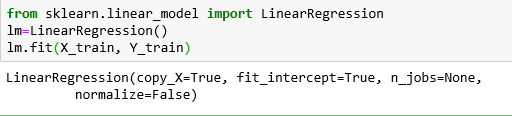 from sklearn.linear_model import LinearRegression
lm=LinearRegression()
lm.fit(X_train, Y_train)
LinearRegression(copy_X=True, fit_intercept=True, n_jobs=None,
normalize=False)